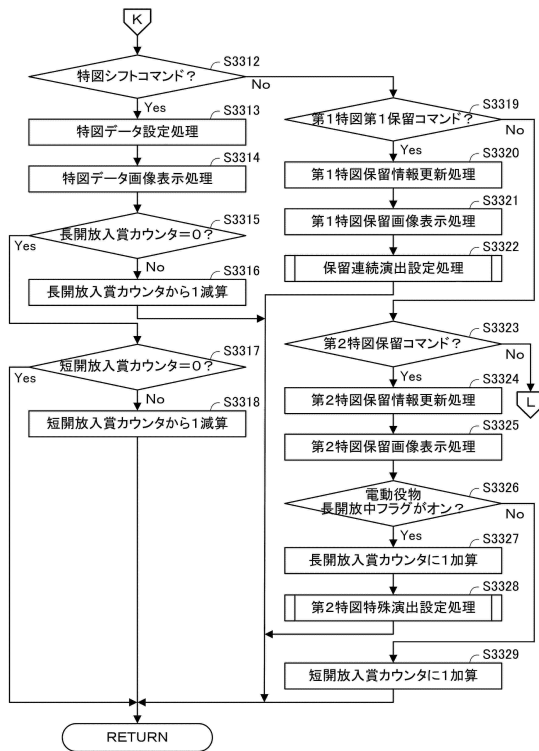 K
S3312
特図シフトコマンド?
No
Yes
S3313
特図データ設定処理
S3314
特図データ画像表示処理
S3315
長開放入賞カウンタ=0?
Yes
No
S3316
長開放入賞カウンタから1減算
S3317
短開放入賞カウンタ=0?
Yes
No
S3318
短開放入賞カウンタから1減算
S3319
第1特図第1保留コマンド?
No
Yes
S3320
第1特図保留情報更新処理
S3321
第1特図保留画像表示処理
S3322
保留連続演出設定処理
S3323
第2特図保留コマンド?
No
Yes
L
S3324
第2特図保留情報更新処理
S3325
第2特図保留画像表示処理
S3326
電動役物
長開放中フラグがオン?
No
Yes
S3327
長開放入賞カウンタに1加算
S3328
第2特図特殊演出設定処理
S3329
短開放入賞カウンタに1加算
RETURN